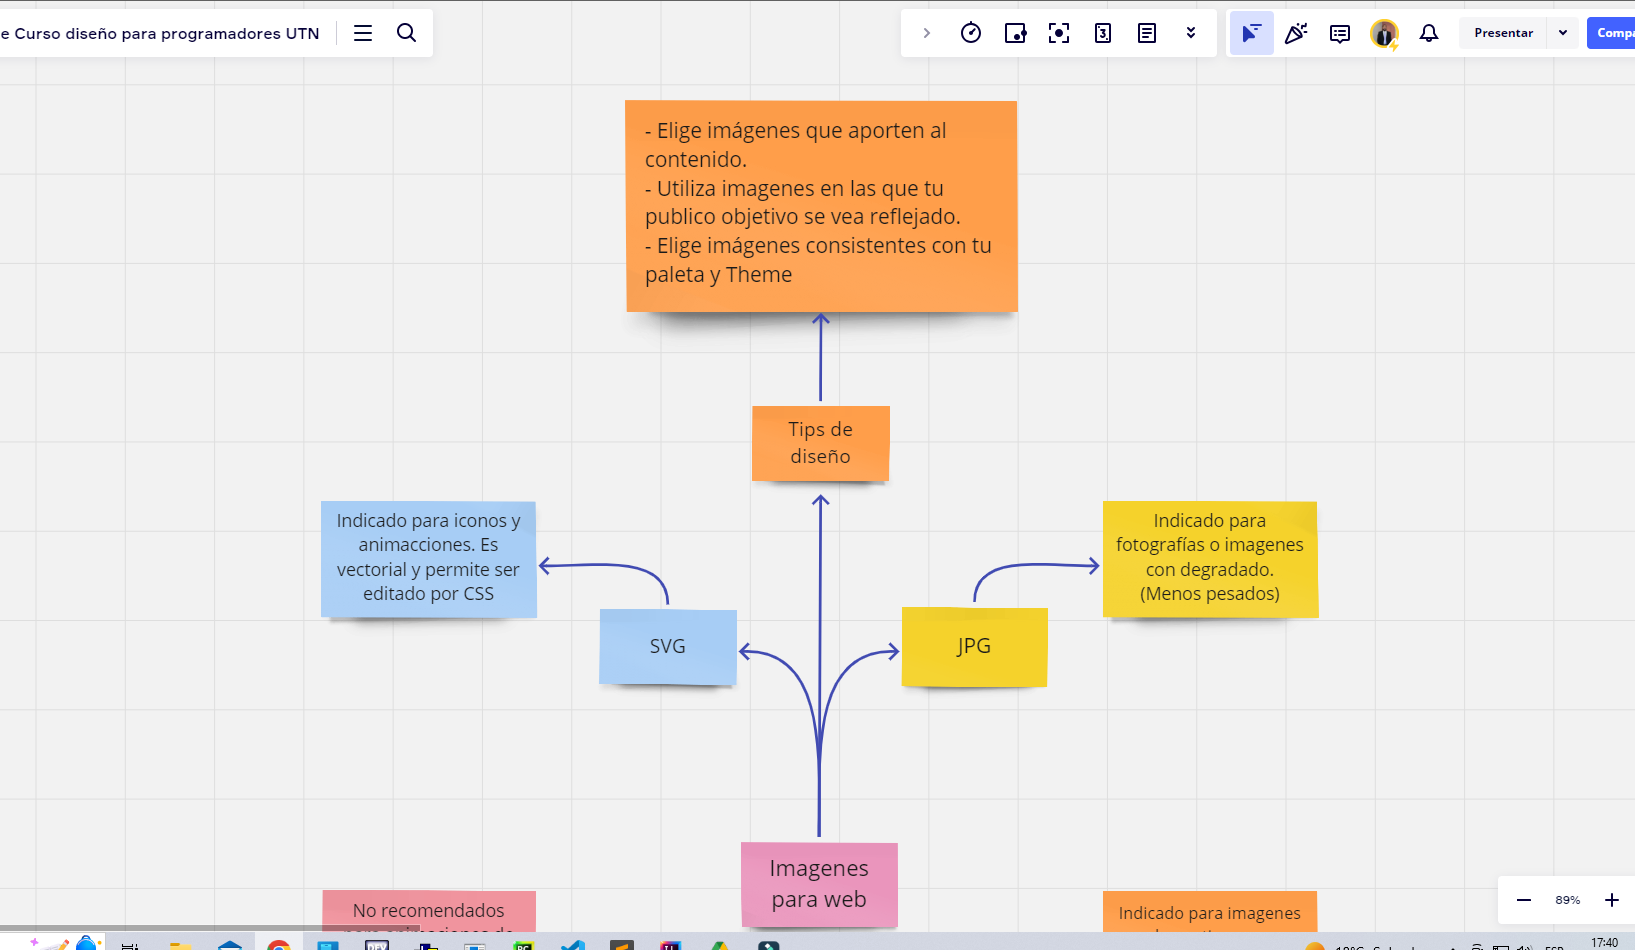 e Curso diseño para programadores UTN
Presentar
- Elige imágenes que aporten al
contenido.
- Utiliza imagenes en las que tu
publico objetivo se vea reflejado.
- Elige imágenes consistentes con tu
paleta y Theme
Tips de
diseño
Indicado para iconos y
animacciones. Es
vectorial y permite ser
editado por CSS
Indicado para
fotografías o imagenes
con degradado.
(Menos pesados)
SVG
JPG
Imagenes
para web
No recomendados
Indicado para imagenes
89%
17:40